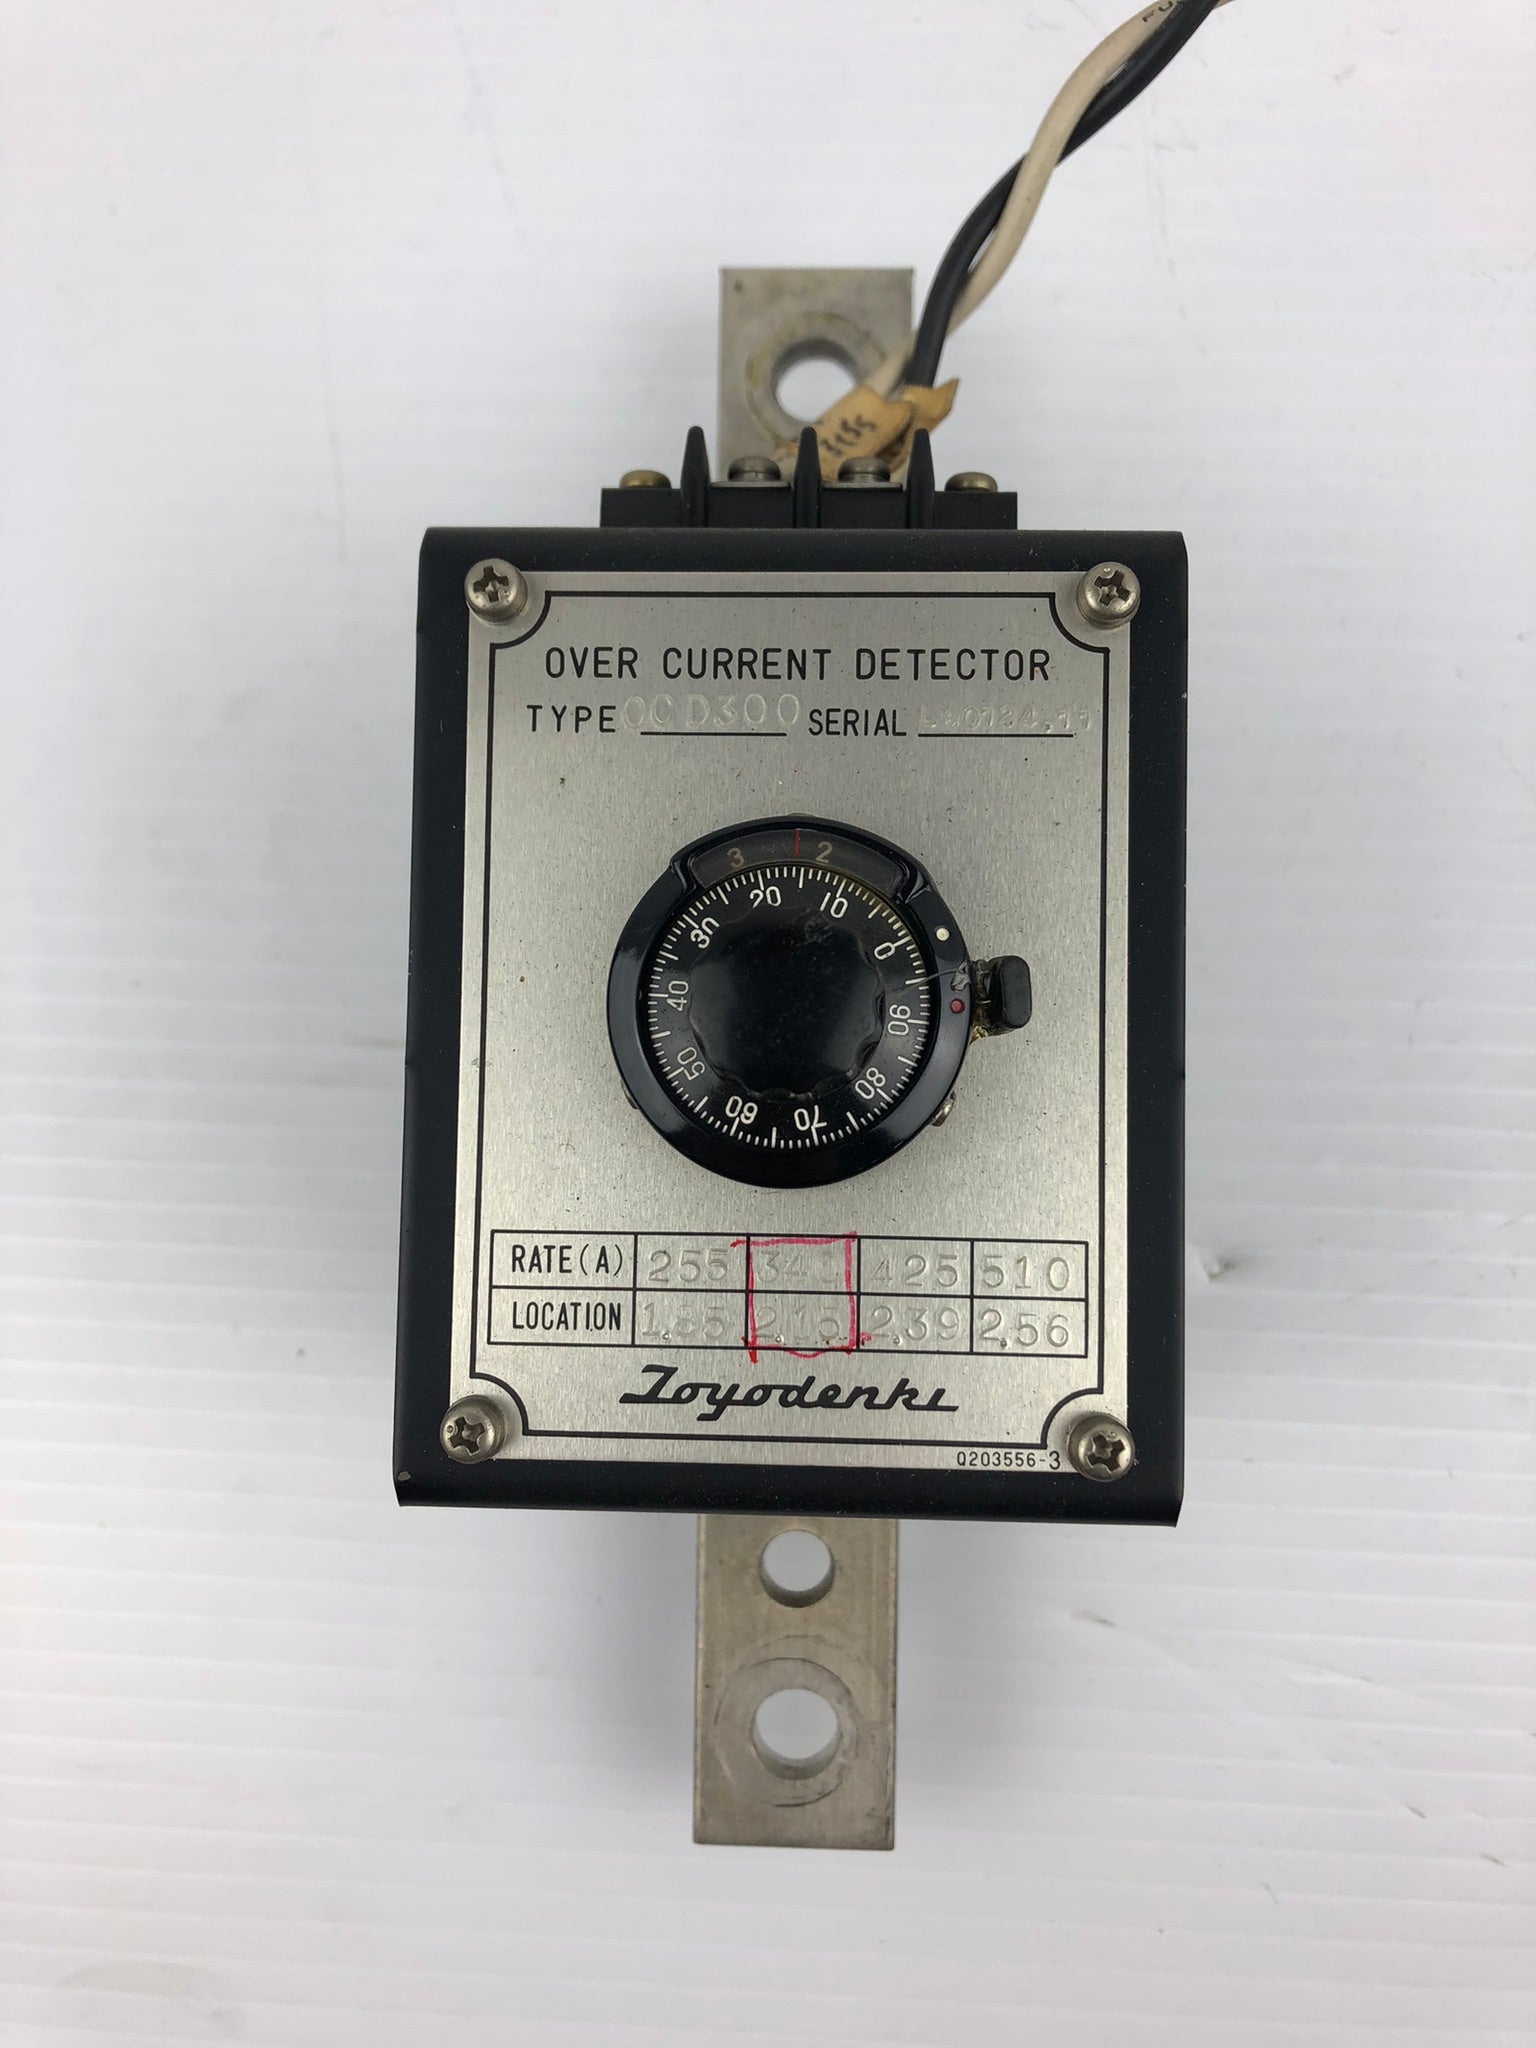 OVER CURRENT DETECTOR
TYPE OCD300 SERIAL
3 2
0 10 20 30 40 50 60 70 80 90
RATE(A) 255 341 425 510
LOCATION 1.85 2.15 2.39 2.56
Toyodenki
Q203556-3